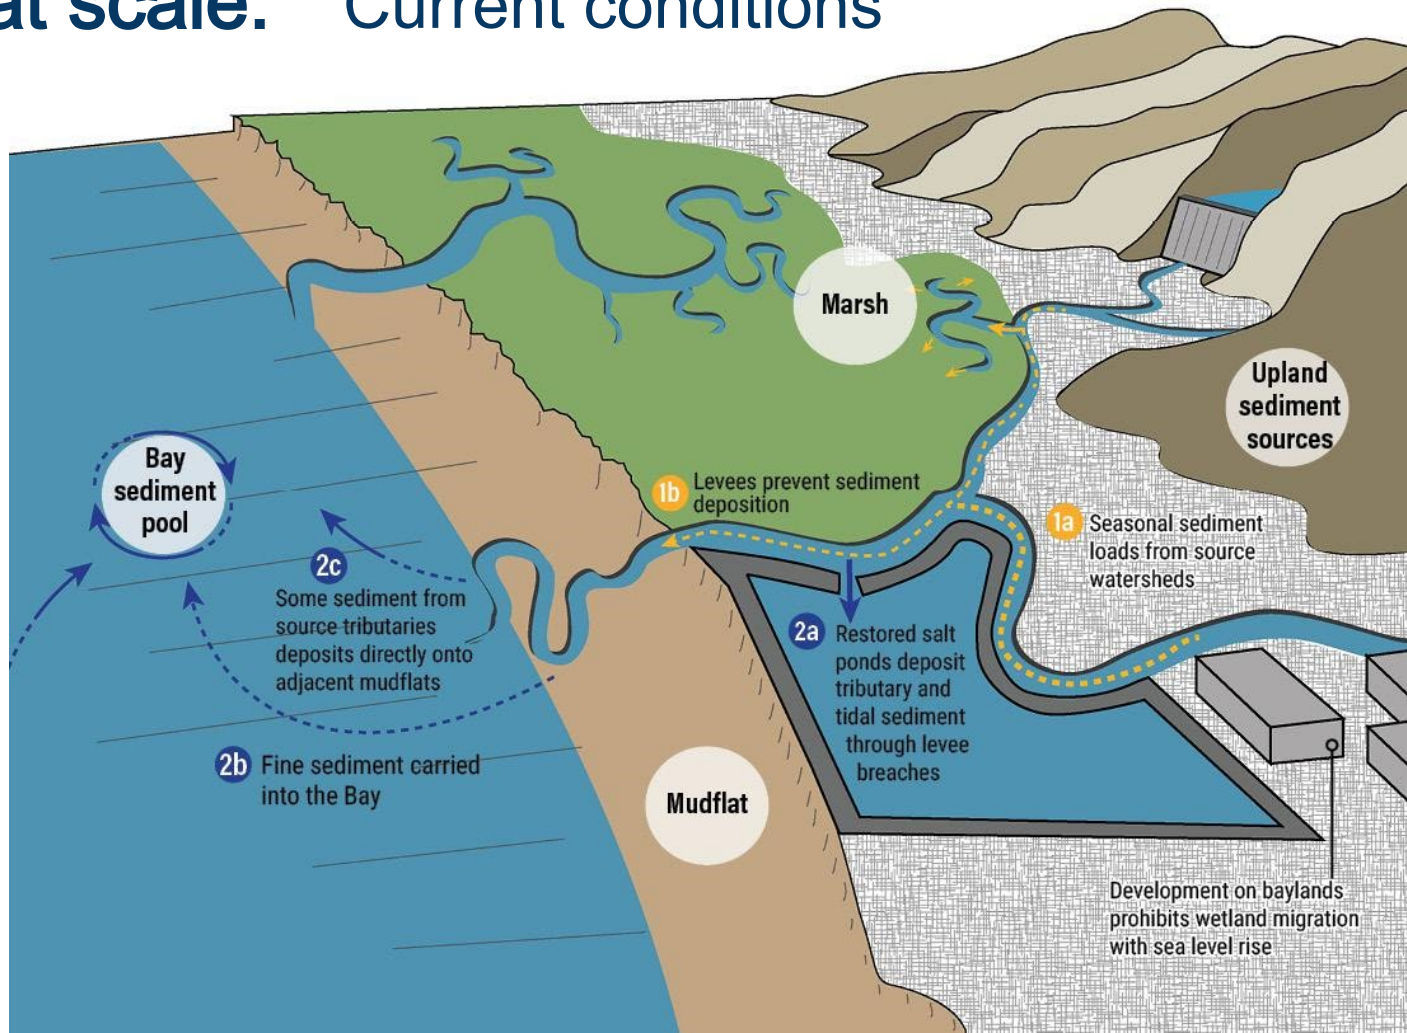 at scale. Current conditions
Marsh
Upland
sediment
sources
Bay
sediment
pool
1b Levees prevent sediment
deposition
1a Seasonal sediment
loads from source
watersheds
2c
Some sediment from
source tributaries
deposits directly onto
adjacent mudflats
2a Restored salt
ponds deposit
tributary and
tidal sediment
through levee
breaches
2b Fine sediment carried
into the Bay
Mudflat
Development on baylands
prohibits wetland migration
with sea level rise